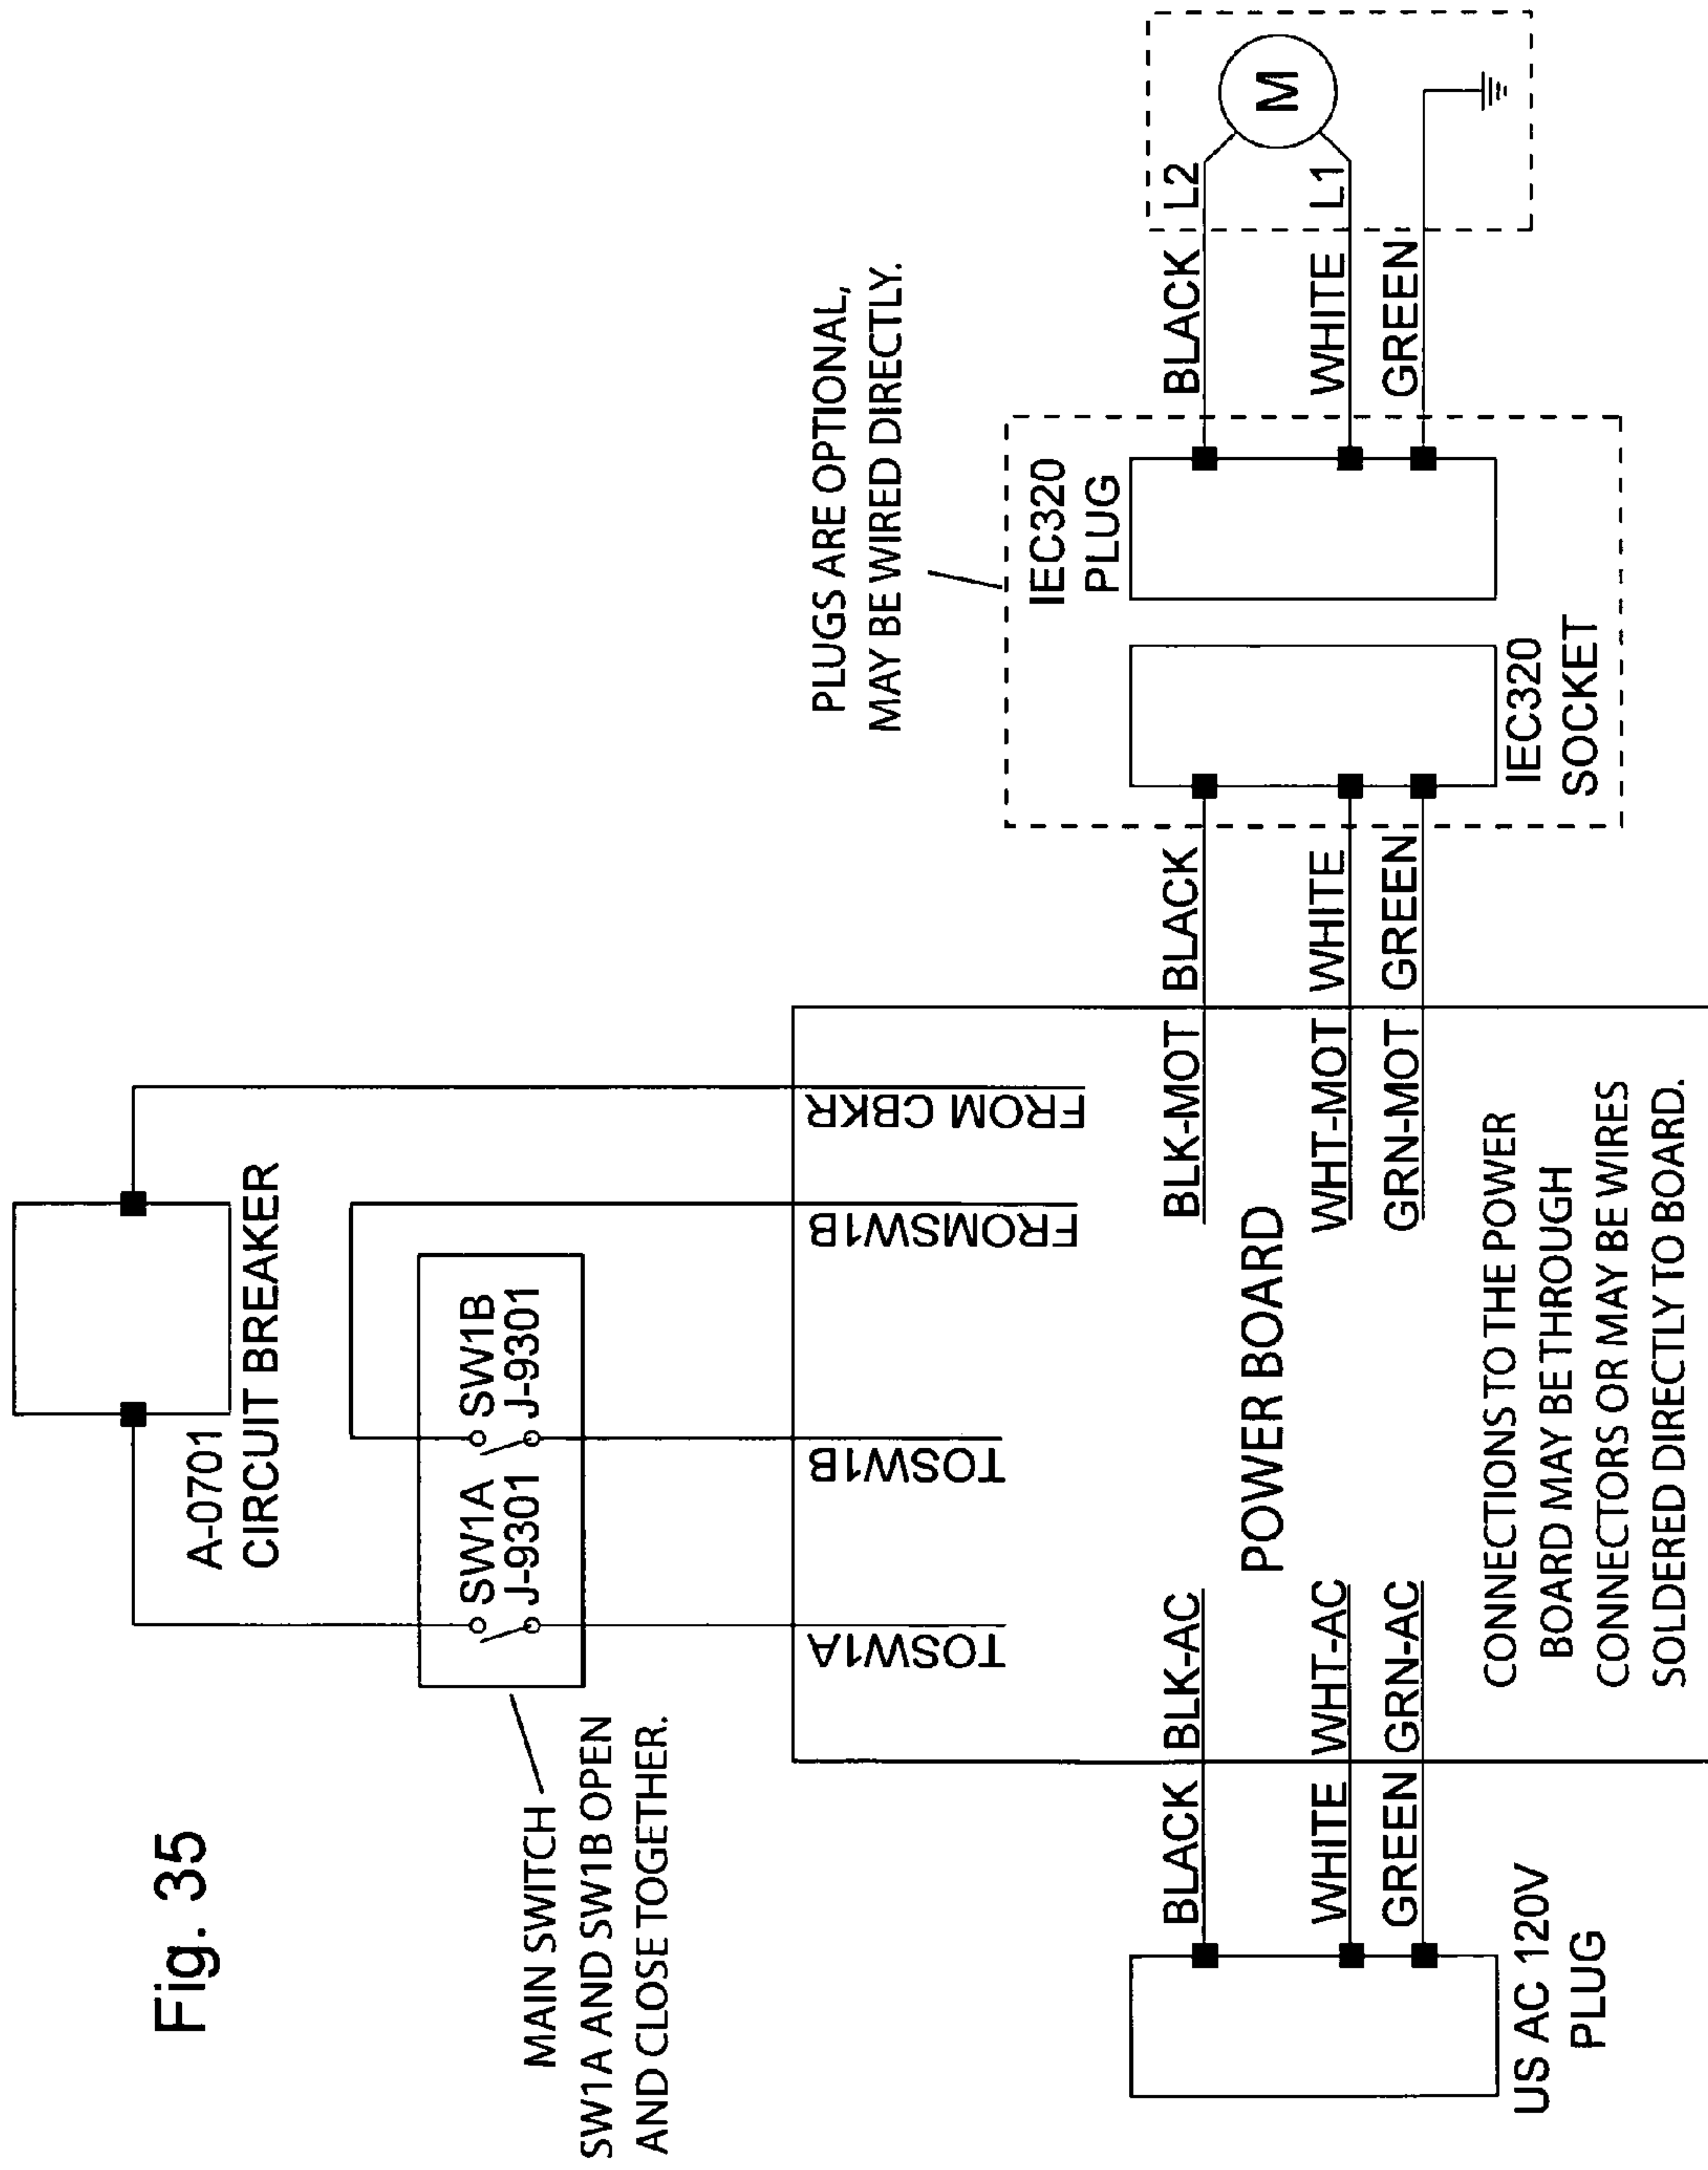 Fig. 35
A-0701
CIRCUIT BREAKER
MAIN SWITCH
SW1A AND SW1B OPEN
AND CLOSE TOGETHER.
SW1A
J-9301
SW1B
J-9301
TOSW1A
TOSW1B
FROMSW1B
FROM CBKR
PLUGS ARE OPTIONAL,
MAY BE WIRED DIRECTLY.
BLACK BLK-AC
WHITE WHT-AC
GREEN GRN-AC
US AC 120V
PLUG
POWER BOARD
BLK-MOT BLACK
WHT-MOT WHITE
GRN-MOT GREEN
CONNECTIONS TO THE POWER
BOARD MAY BE THROUGH
CONNECTORS OR MAY BE WIRES
SOLDERED DIRECTLY TO BOARD.
IEC320
PLUG
IEC320
SOCKET
BLACK L2
WHITE L1
GREEN
M